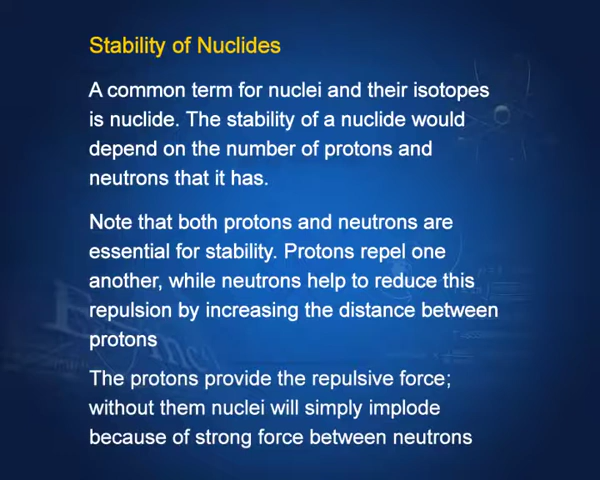 Stability of Nuclides
A common term for nuclei and their isotopes
is nuclide. The stability of a nuclide would
depend on the number of protons and
neutrons that it has.
Note that both protons and neutrons are
essential for stability. Protons repel one
another, while neutrons help to reduce this
repulsion by increasing the distance between
protons
The protons provide the repulsive force;
without them nuclei will simply implode
because of strong force between neutrons